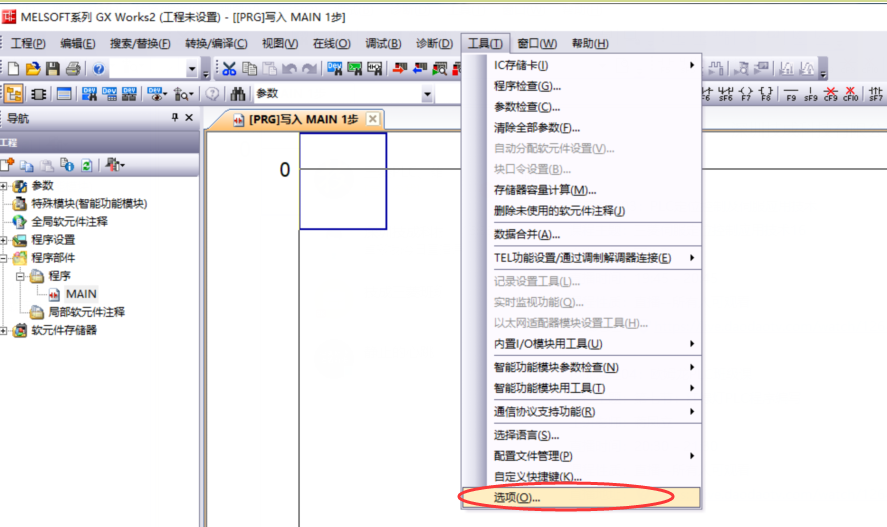 MELSOFT系列 GX Works2 (工程未设置) - [[PRG]写入 MAIN 1步]
工程(P) 编辑(E) 搜索/替换(F) 转换/编译(C) 视图(V) 在线(O) 调试(B) 诊断(D) 工具(T) 窗口(W) 帮助(H)
参数
F6 sF6 F7 F8 F9 sF9 cF9 cF10 sF7
导航
[PRG]写入 MAIN 1步
工程
0
参数
特殊模块(智能功能模块)
全局软元件注释
程序设置
程序部件
程序
MAIN
局部软元件注释
软元件存储器
IC存储卡(I)
程序检查(G)...
参数检查(C)...
清除全部参数(F)...
自动分配软元件设置(V)...
块口令设置(B)...
存储器容量计算(M)...
删除未使用的软元件注释(J)
数据合并(A)...
TEL功能设置/通过调制解调器连接(E)
记录设置工具(L)...
实时监视功能(Q)...
以太网适配器模块设置工具(H)...
内置I/O模块用工具(U)
智能功能模块参数检查(N)
智能功能模块用工具(T)
通信协议支持功能(R)
选择语言(S)...
配置文件管理(P)
自定义快捷键(K)...
选项(O)...